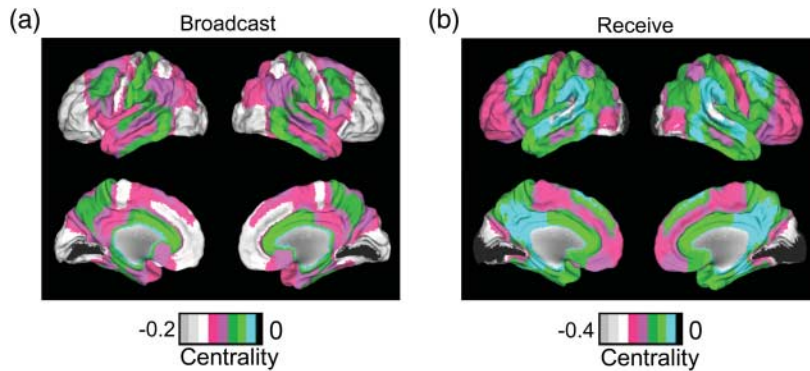 (a) Broadcast
(b) Receive
-0.2 0
Centrality
-0.4 0
Centrality